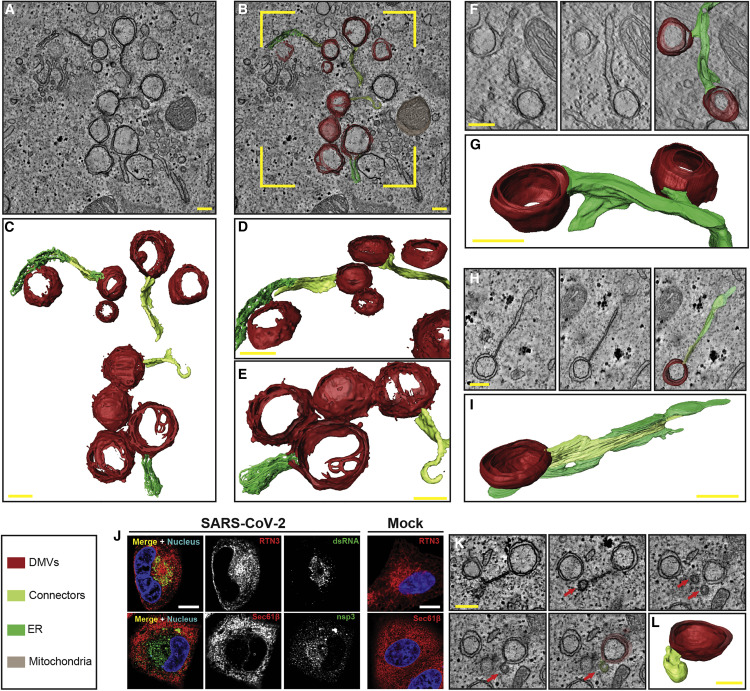 A
B
F
G
C
D
E
H
I
SARS-CoV-2 Mock
J
Merge + Nucleus RTN3 dsRNA RTN3
Merge + Nucleus Sec61β nsp3 Sec61β
K
L
DMVs
Connectors
ER
Mitochondria